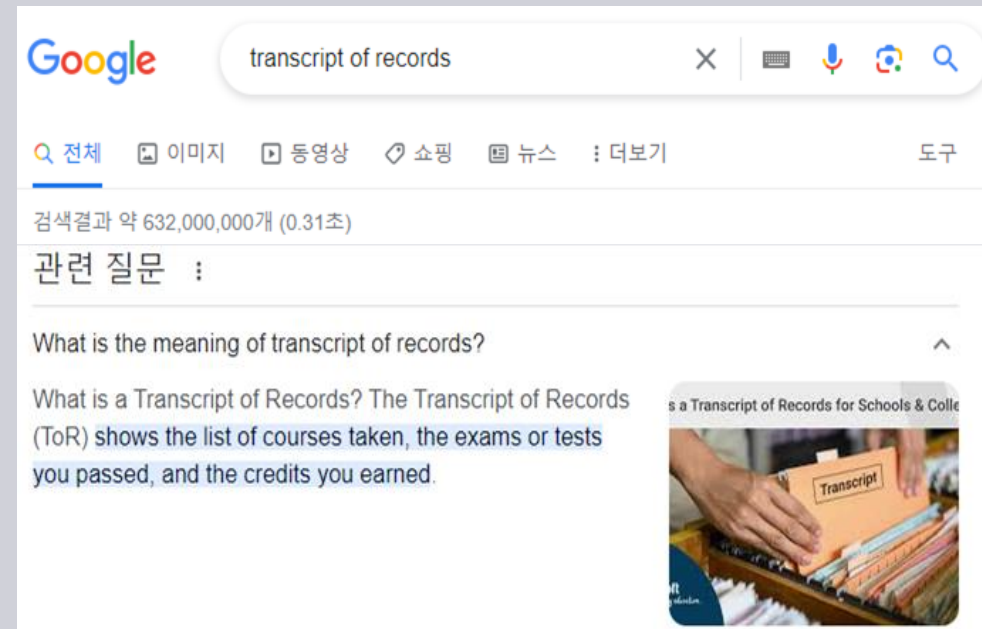 Google
transcript of records
전체 이미지 동영상 쇼핑 뉴스 더보기 도구
검색결과 약 632,000,000개 (0.31초)
관련 질문
What is the meaning of transcript of records?
What is a Transcript of Records? The Transcript of Records
(ToR) shows the list of courses taken, the exams or tests
you passed, and the credits you earned.
s a Transcript of Records for Schools & Colle
Transcript